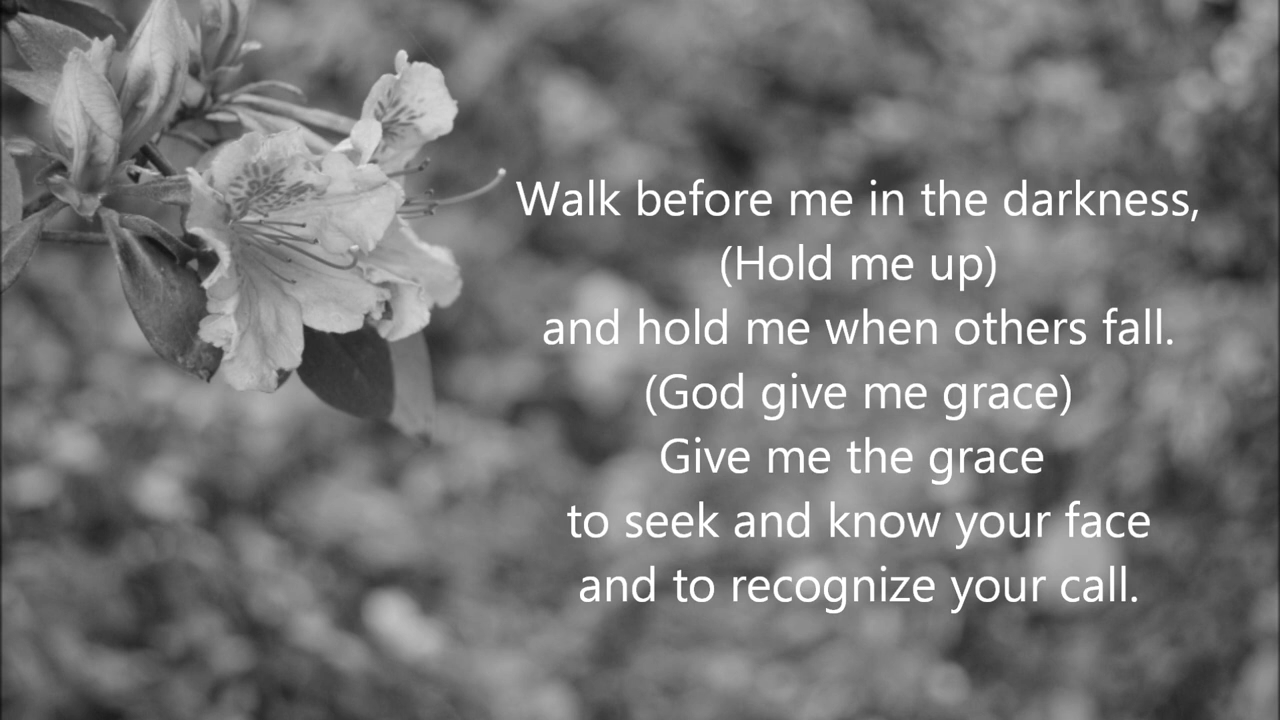 Walk before me in the darkness,
(Hold me up)
and hold me when others fall.
(God give me grace)
Give me the grace
to seek and know your face
and to recognize your call.